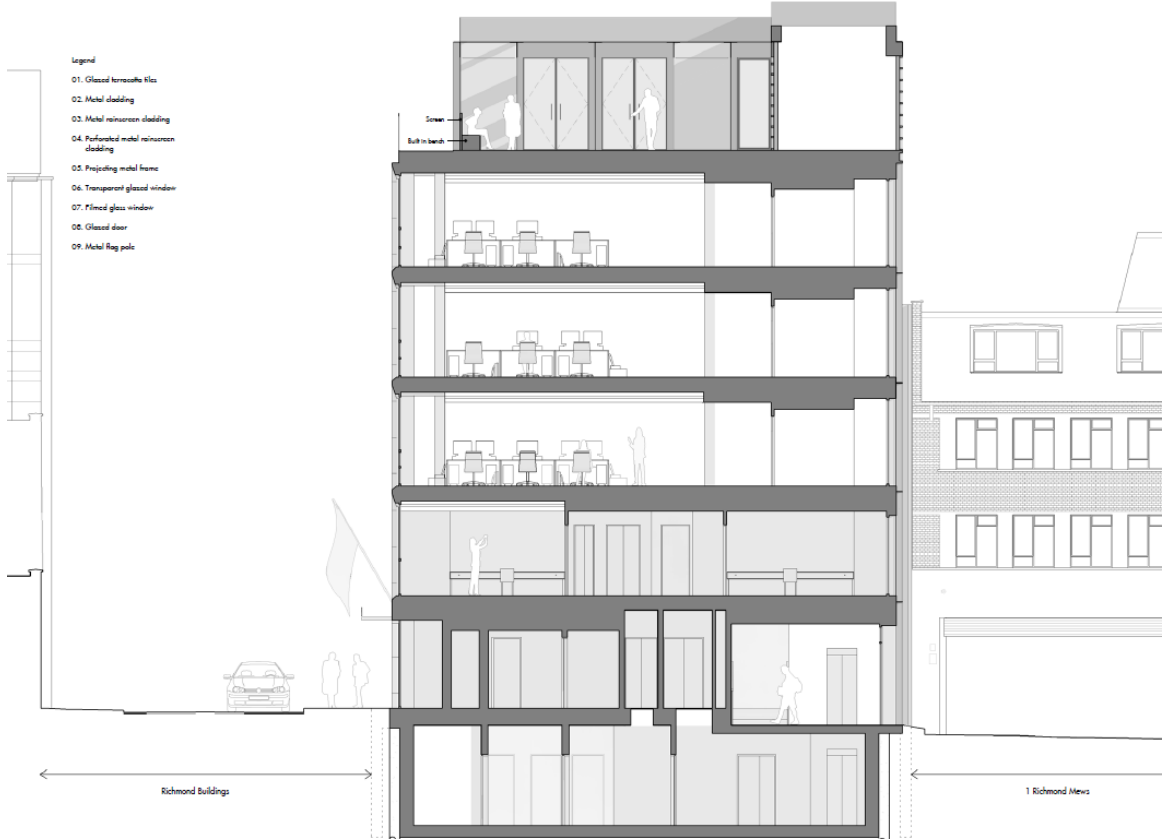 Legend
01. Glazed terracotta tiles
02. Metal cladding
03. Metal rainscreen cladding
04. Perforated metal rainscreen
cladding
05. Projecting metal frame
06. Transparent glazed window
07. Filmed glass window
08. Glazed door
09. Metal flag pole
Screen
Built in bench
Richmond Buildings
1 Richmond Mews